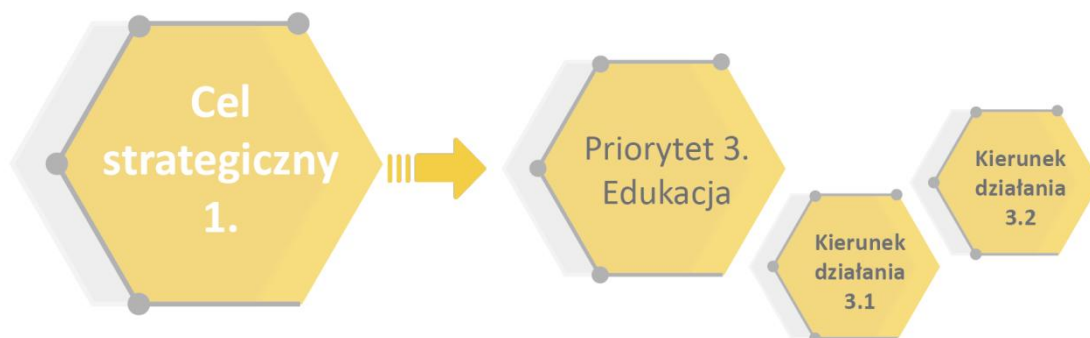 Cel
strategiczny
1.
Priorytet 3.
Edukacja
Kierunek
działania
3.1
Kierunek
działania
3.2